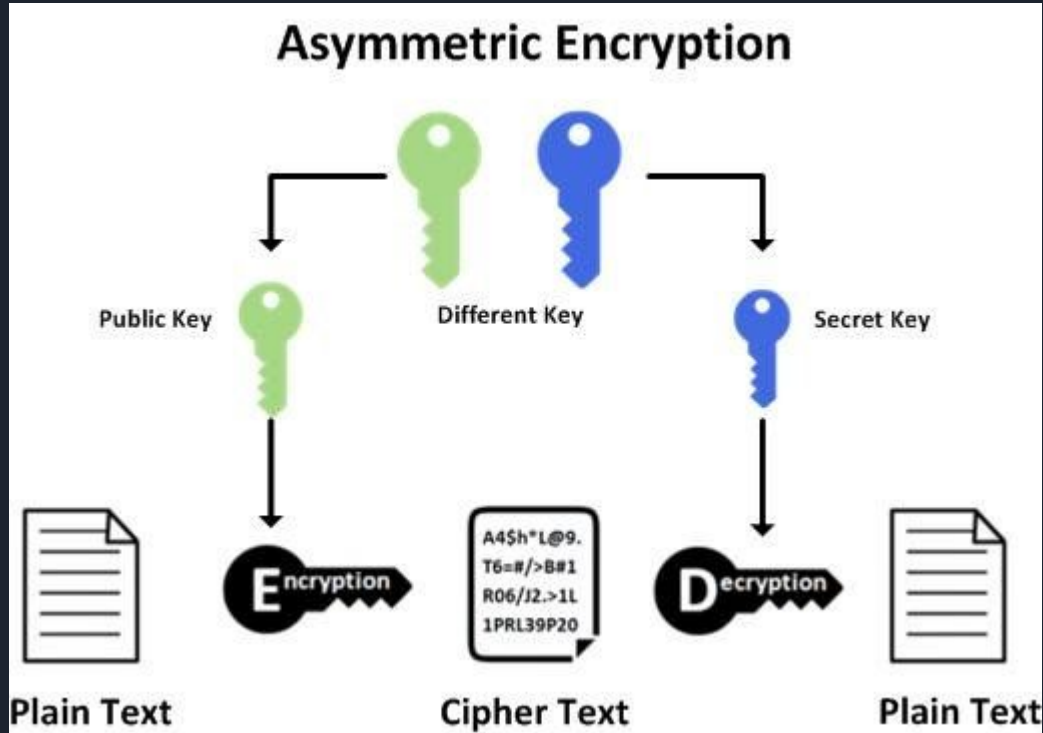 Asymmetric Encryption
Public Key
Different Key
Secret Key
Encryption
A4$h*L@9.
T6=#/>B#1
R06/J2.>1L
1PRL39P20
Decryption
Plain Text
Cipher Text
Plain Text